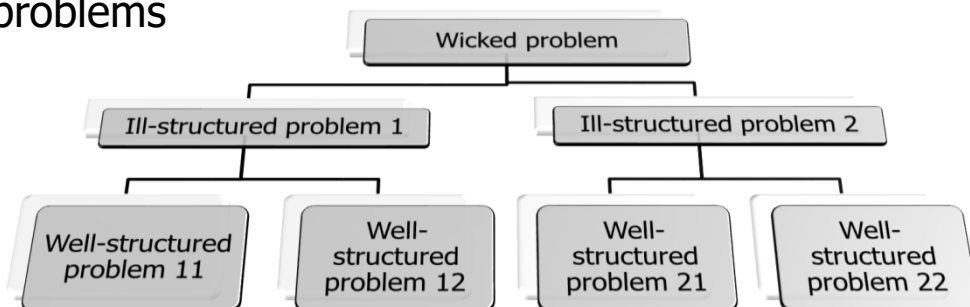 problems
Wicked problem
Ill-structured problem 1
Ill-structured problem 2
Well-structured
problem 11
Well-
structured
problem 12
Well-
structured
problem 21
Well-
structured
problem 22